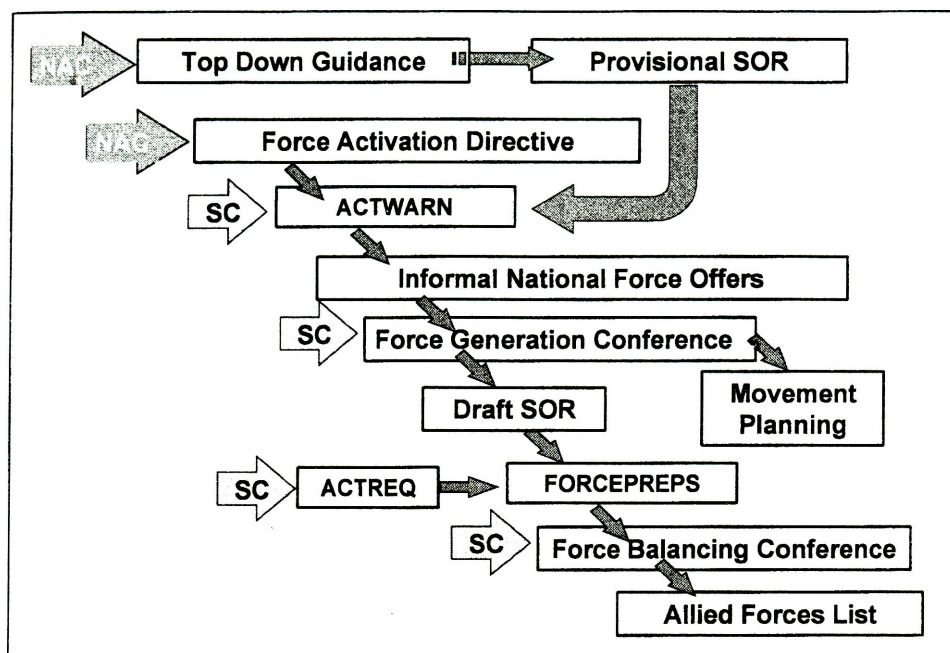 NAC
Top Down Guidance
Provisional SOR
NAC
Force Activation Directive
SC
ACTWARN
Informal National Force Offers
SC
Force Generation Conference
Movement
Planning
Draft SOR
SC
ACTREQ
FORCEPREPS
SC
Force Balancing Conference
Allied Forces List